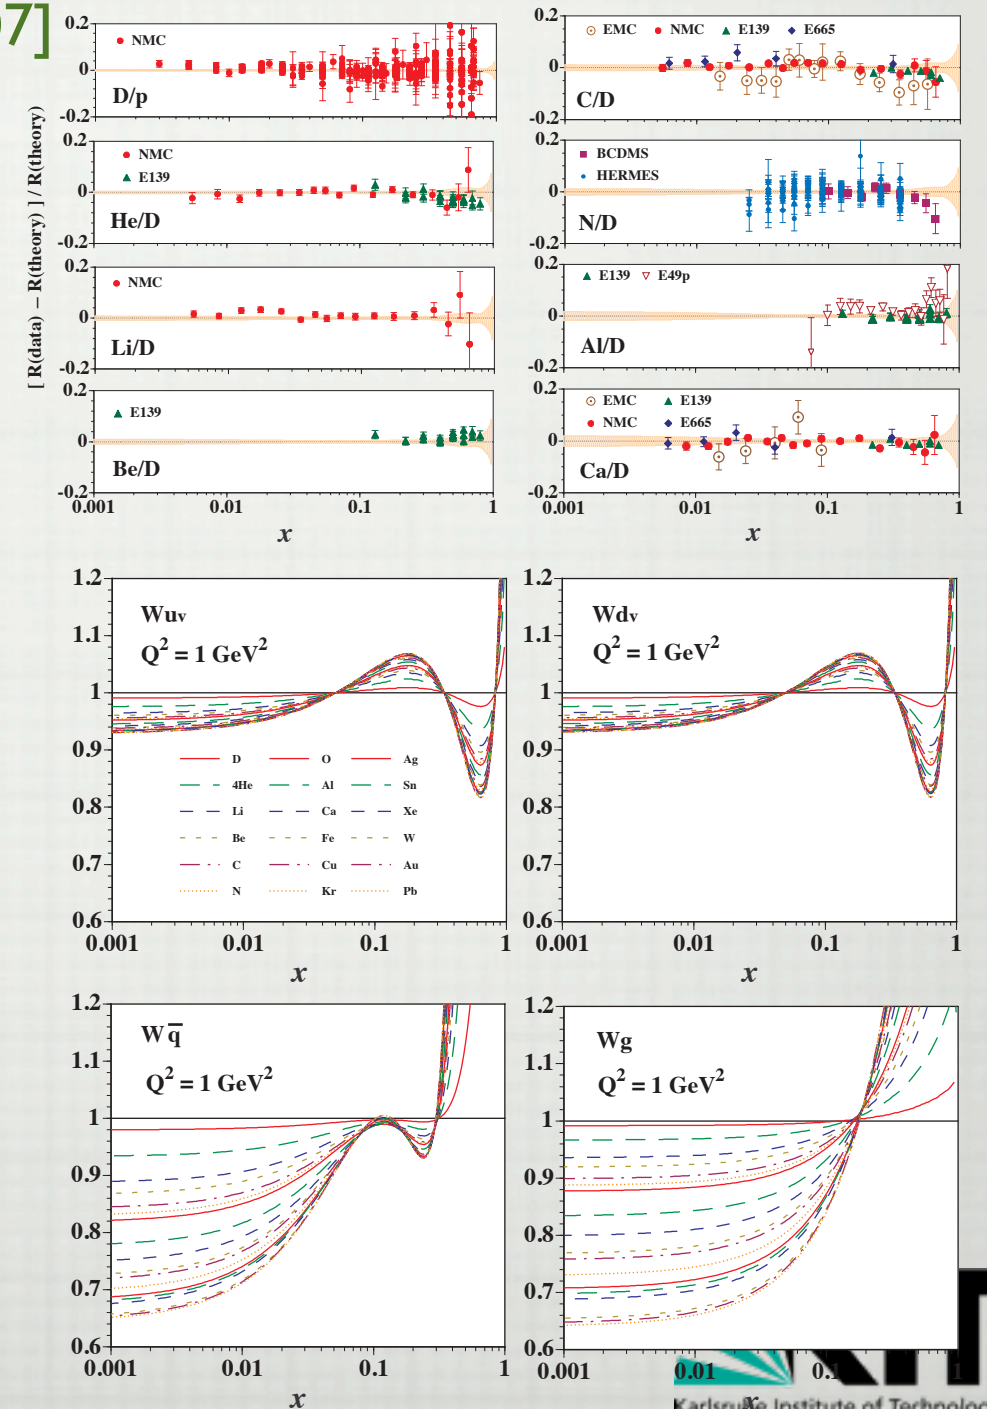 07]
[ R(data) – R(theory) ] / R(theory)
0.2
0
-0.2
NMC
D/p
0.2
0
-0.2
NMC
E139
He/D
0.2
0
-0.2
NMC
Li/D
0.2
0
-0.2
E139
Be/D
0.001 0.01 0.1 1
x
0.2
0
-0.2
EMC NMC E139 E665
C/D
0.2
0
-0.2
BCDMS
HERMES
N/D
0.2
0
-0.2
E139 E49p
Al/D
0.2
0
-0.2
EMC E139
NMC E665
Ca/D
0.001 0.01 0.1 1
x
1.2
1.1
1
0.9
0.8
0.7
0.6
Wuv
Q² = 1 GeV²
D O Ag
4He Al Sn
Li Ca Xe
Be Fe W
C Cu Au
N Kr Pb
0.001 0.01 0.1 1
x
1.2
1.1
1
0.9
0.8
0.7
0.6
Wdv
Q² = 1 GeV²
0.001 0.01 0.1 1
x
1.2
1.1
1
0.9
0.8
0.7
0.6
Wq̅
Q² = 1 GeV²
0.001 0.01 0.1 1
x
1.2
1.1
1
0.9
0.8
0.7
0.6
Wg
Q² = 1 GeV²
0.001 0.01 0.1 1
x
Karlsruhe Institute of Technolog